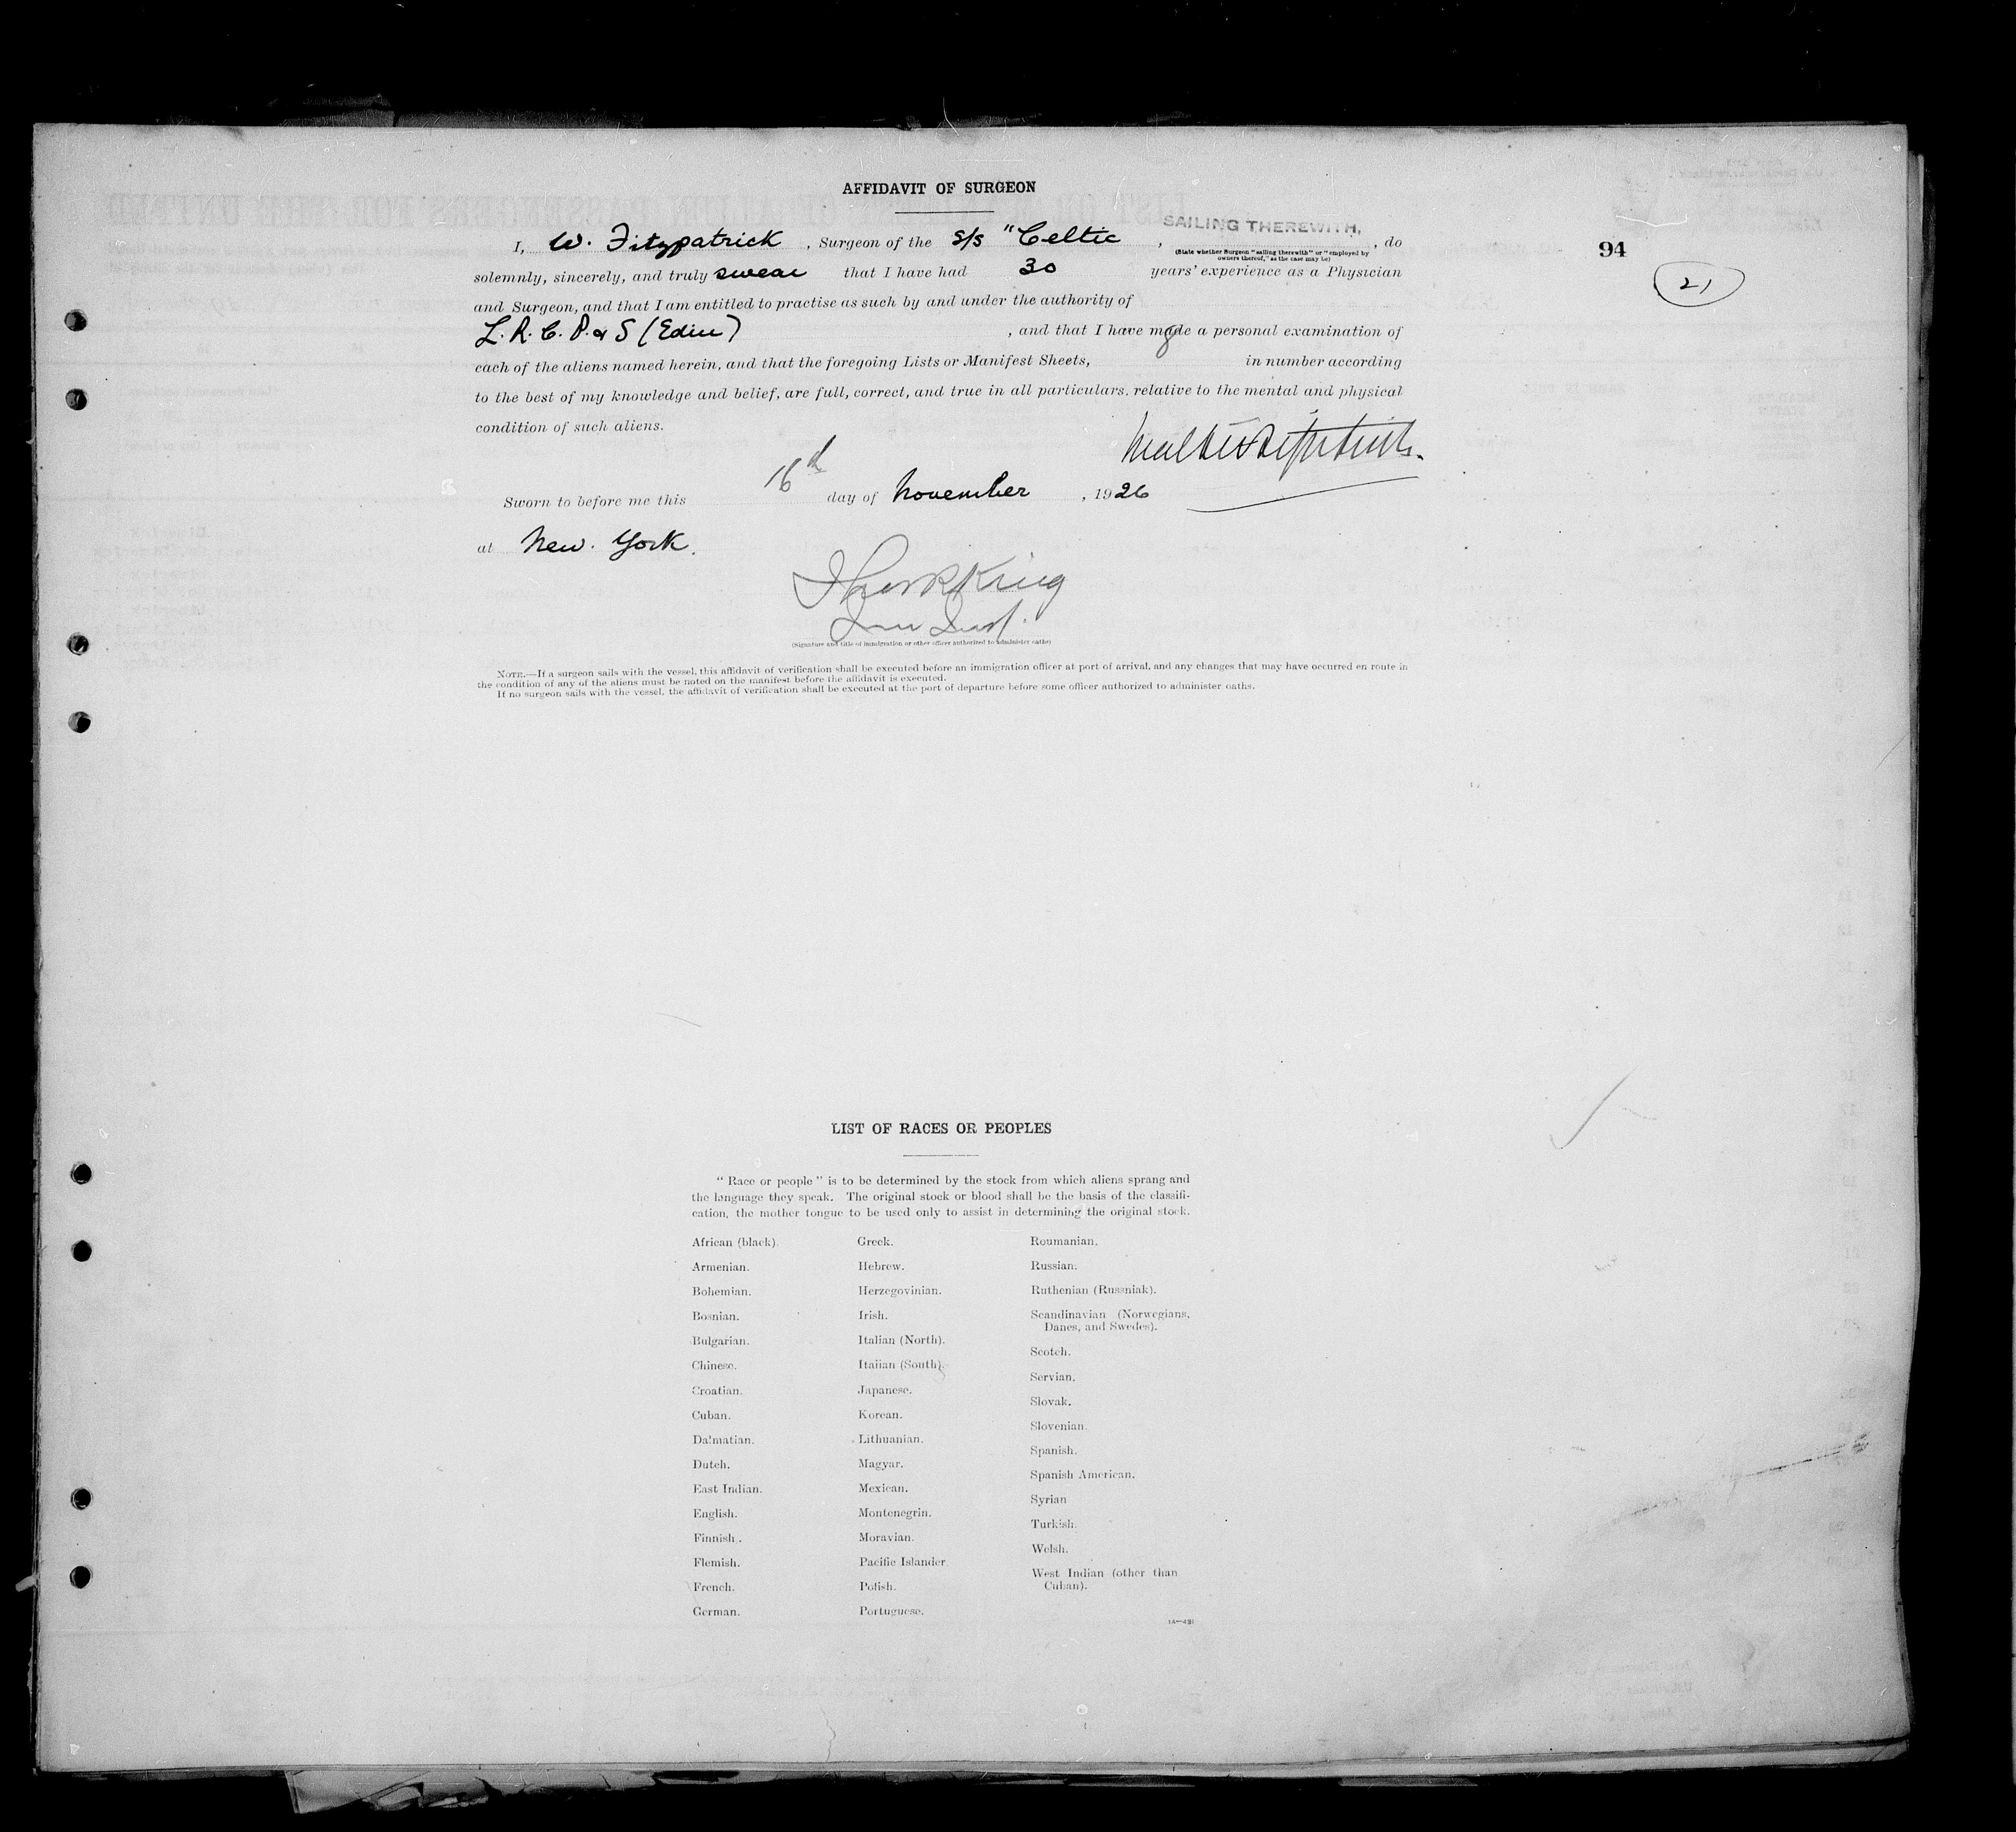 AFFIDAVIT OF SURGEON
I, W. Fitzpatrick , Surgeon of the S/S "Celtic , SAILING THEREWITH, , do
(State whether Surgeon "sailing therewith" or "employed by
owners thereof," as the case may be)
94
21
solemnly, sincerely, and truly swear that I have had 30 years' experience as a Physician
and Surgeon, and that I am entitled to practise as such by and under the authority of
L.R.C.P. & S (Edin) , and that I have made a personal examination of
each of the aliens named herein, and that the foregoing Lists or Manifest Sheets, in number according
to the best of my knowledge and belief, are full, correct, and true in all particulars, relative to the mental and physical
condition of such aliens.
Sworn to before me this 16th day of November , 1926
at New York.
King
(Signature and title of immigration or other officer authorized to administer oaths)
NOTE.—If a surgeon sails with the vessel, this affidavit of verification shall be executed before an immigration officer at port of arrival, and any changes that may have occurred en route in
the condition of any of the aliens must be noted on the manifest before the affidavit is executed.
If no surgeon sails with the vessel, the affidavit of verification shall be executed at the port of departure before some officer authorized to administer oaths.
LIST OF RACES OR PEOPLES
" Race or people " is to be determined by the stock from which aliens sprang and
the language they speak. The original stock or blood shall be the basis of the classifi-
cation, the mother tongue to be used only to assist in determining the original stock.
African (black).
Armenian.
Bohemian.
Bosnian.
Bulgarian.
Chinese.
Croatian.
Cuban.
Dalmatian.
Dutch.
East Indian.
English.
Finnish.
Flemish.
French.
German.
Greek.
Hebrew.
Herzegovinian.
Irish.
Italian (North).
Italian (South).
Japanese.
Korean.
Lithuanian.
Magyar.
Mexican.
Montenegrin.
Moravian.
Pacific Islander.
Polish.
Portuguese.
Roumanian.
Russian.
Ruthenian (Russniak).
Scandinavian (Norwegians,
Danes, and Swedes).
Scotch.
Servian.
Slovak.
Slovenian.
Spanish.
Spanish American.
Syrian
Turkish.
Welsh.
West Indian (other than
Cuban).